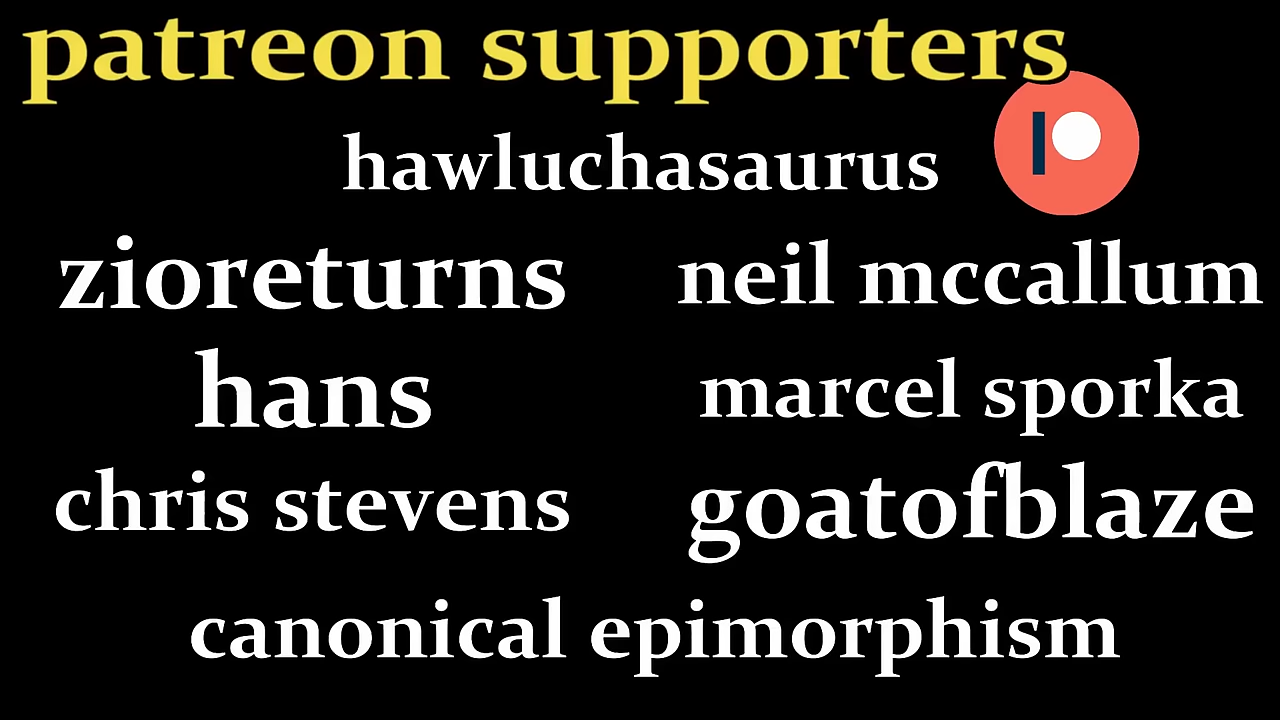 patreon supporters
hawluchasaurus
zioreturns
neil mccallum
hans
marcel sporka
chris stevens
goatofblaze
canonical epimorphism